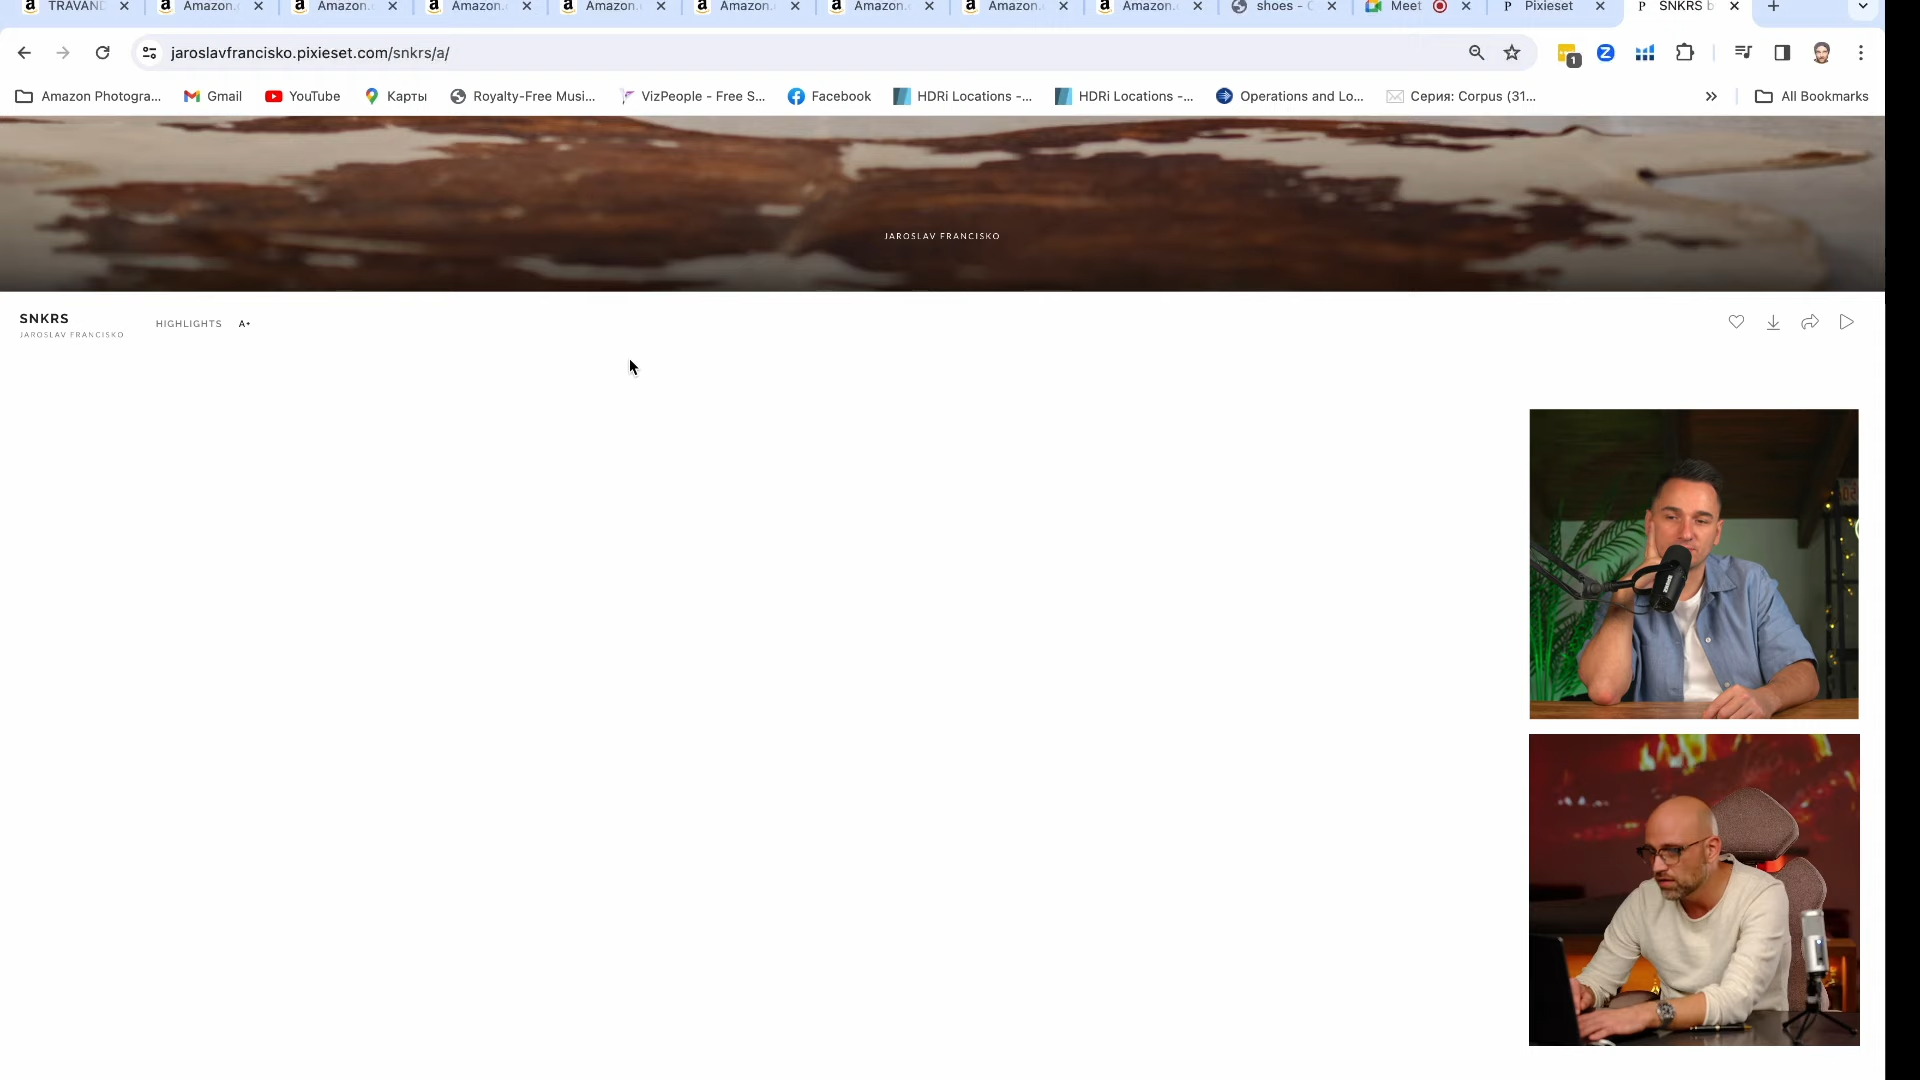 TRAVAND
Amazon.
Amazon.
Amazon.
Amazon.
Amazon.
Amazon.
Amazon.
Amazon.
shoes -
Meet
Pixieset
SNKRS b
jaroslavfrancisko.pixieset.com/snkrs/a/
1
Amazon Photogra...
Gmail
YouTube
Карты
Royalty-Free Musi...
VizPeople - Free S...
Facebook
HDRi Locations -...
HDRi Locations -...
Operations and Lo...
Серия: Corpus (31...
All Bookmarks
JAROSLAV FRANCISKO
SNKRS
JAROSLAV FRANCISKO
HIGHLIGHTS
A+